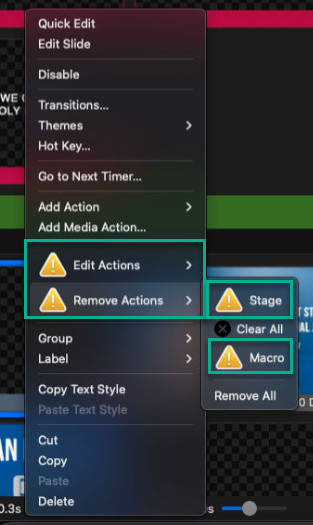 Quick Edit
Edit Slide
Disable
WE C
OLY
Transitions...
Themes
Hot Key...
Go to Next Timer...
Add Action
Add Media Action...
Edit Actions
Remove Actions
Stage
Clear All
Macro
Remove All
Group
Label
Copy Text Style
Paste Text Style
Cut
Copy
Paste
Delete
AN
0.3s
s